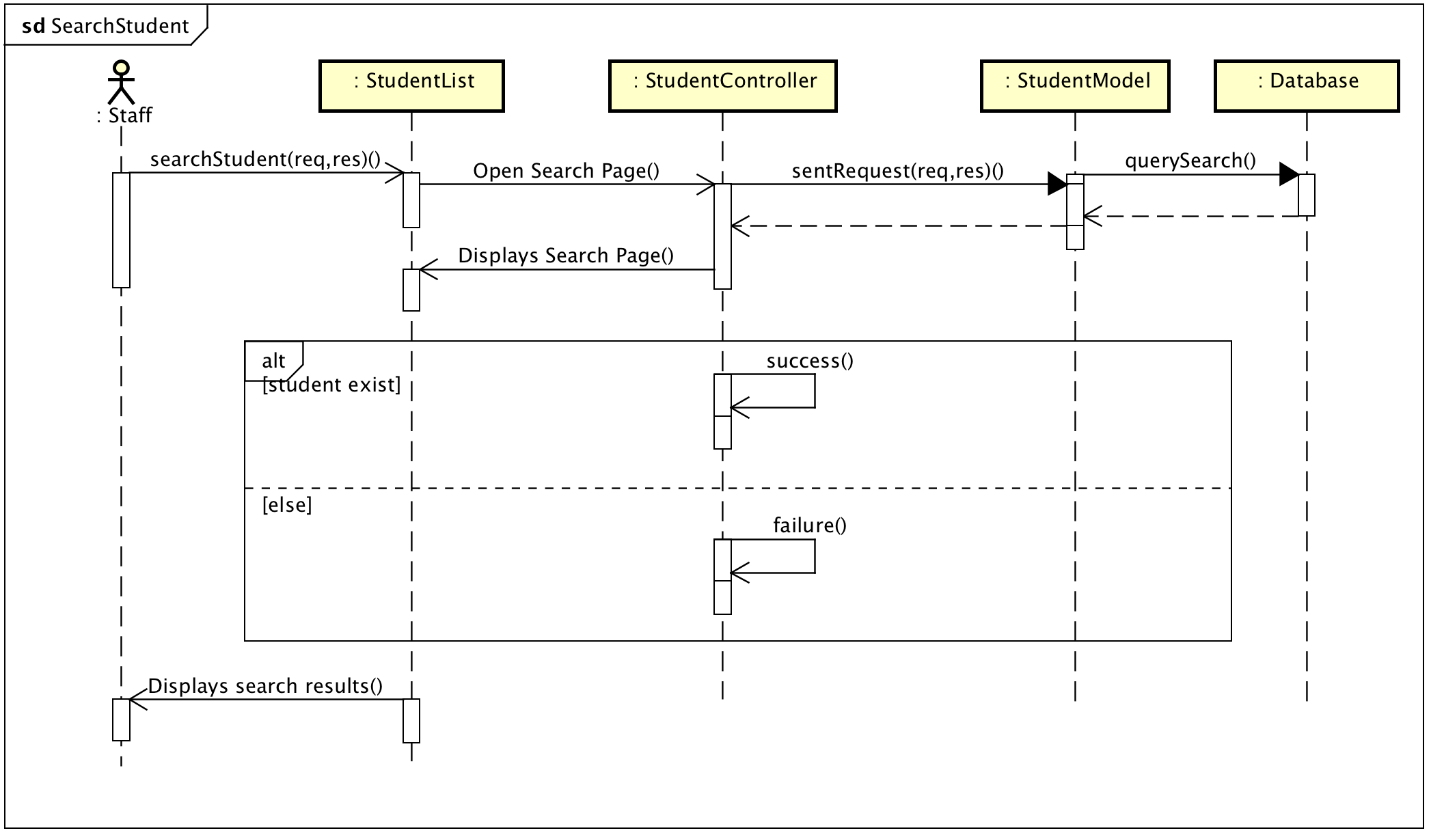 sd SearchStudent
: Staff
: StudentList
: StudentController
: StudentModel
: Database
searchStudent(req,res)()
Open Search Page()
sentRequest(req,res)()
querySearch()
Displays Search Page()
alt
[student exist]
success()
[else]
failure()
Displays search results()